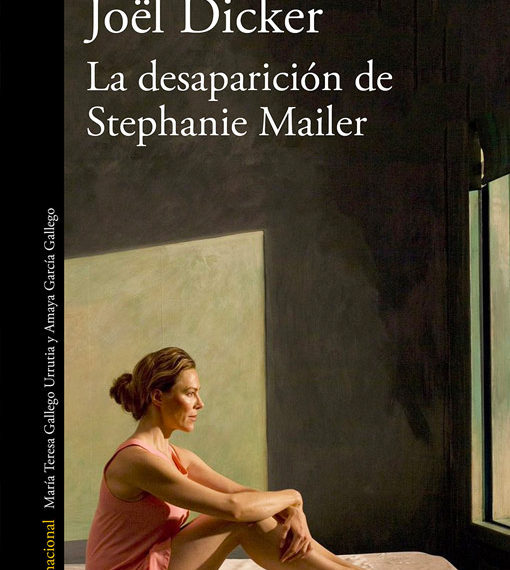 Joël Dicker
La desaparición de
Stephanie Mailer
María Teresa Gallego Urrutia y Amaya García Gallego
nacional